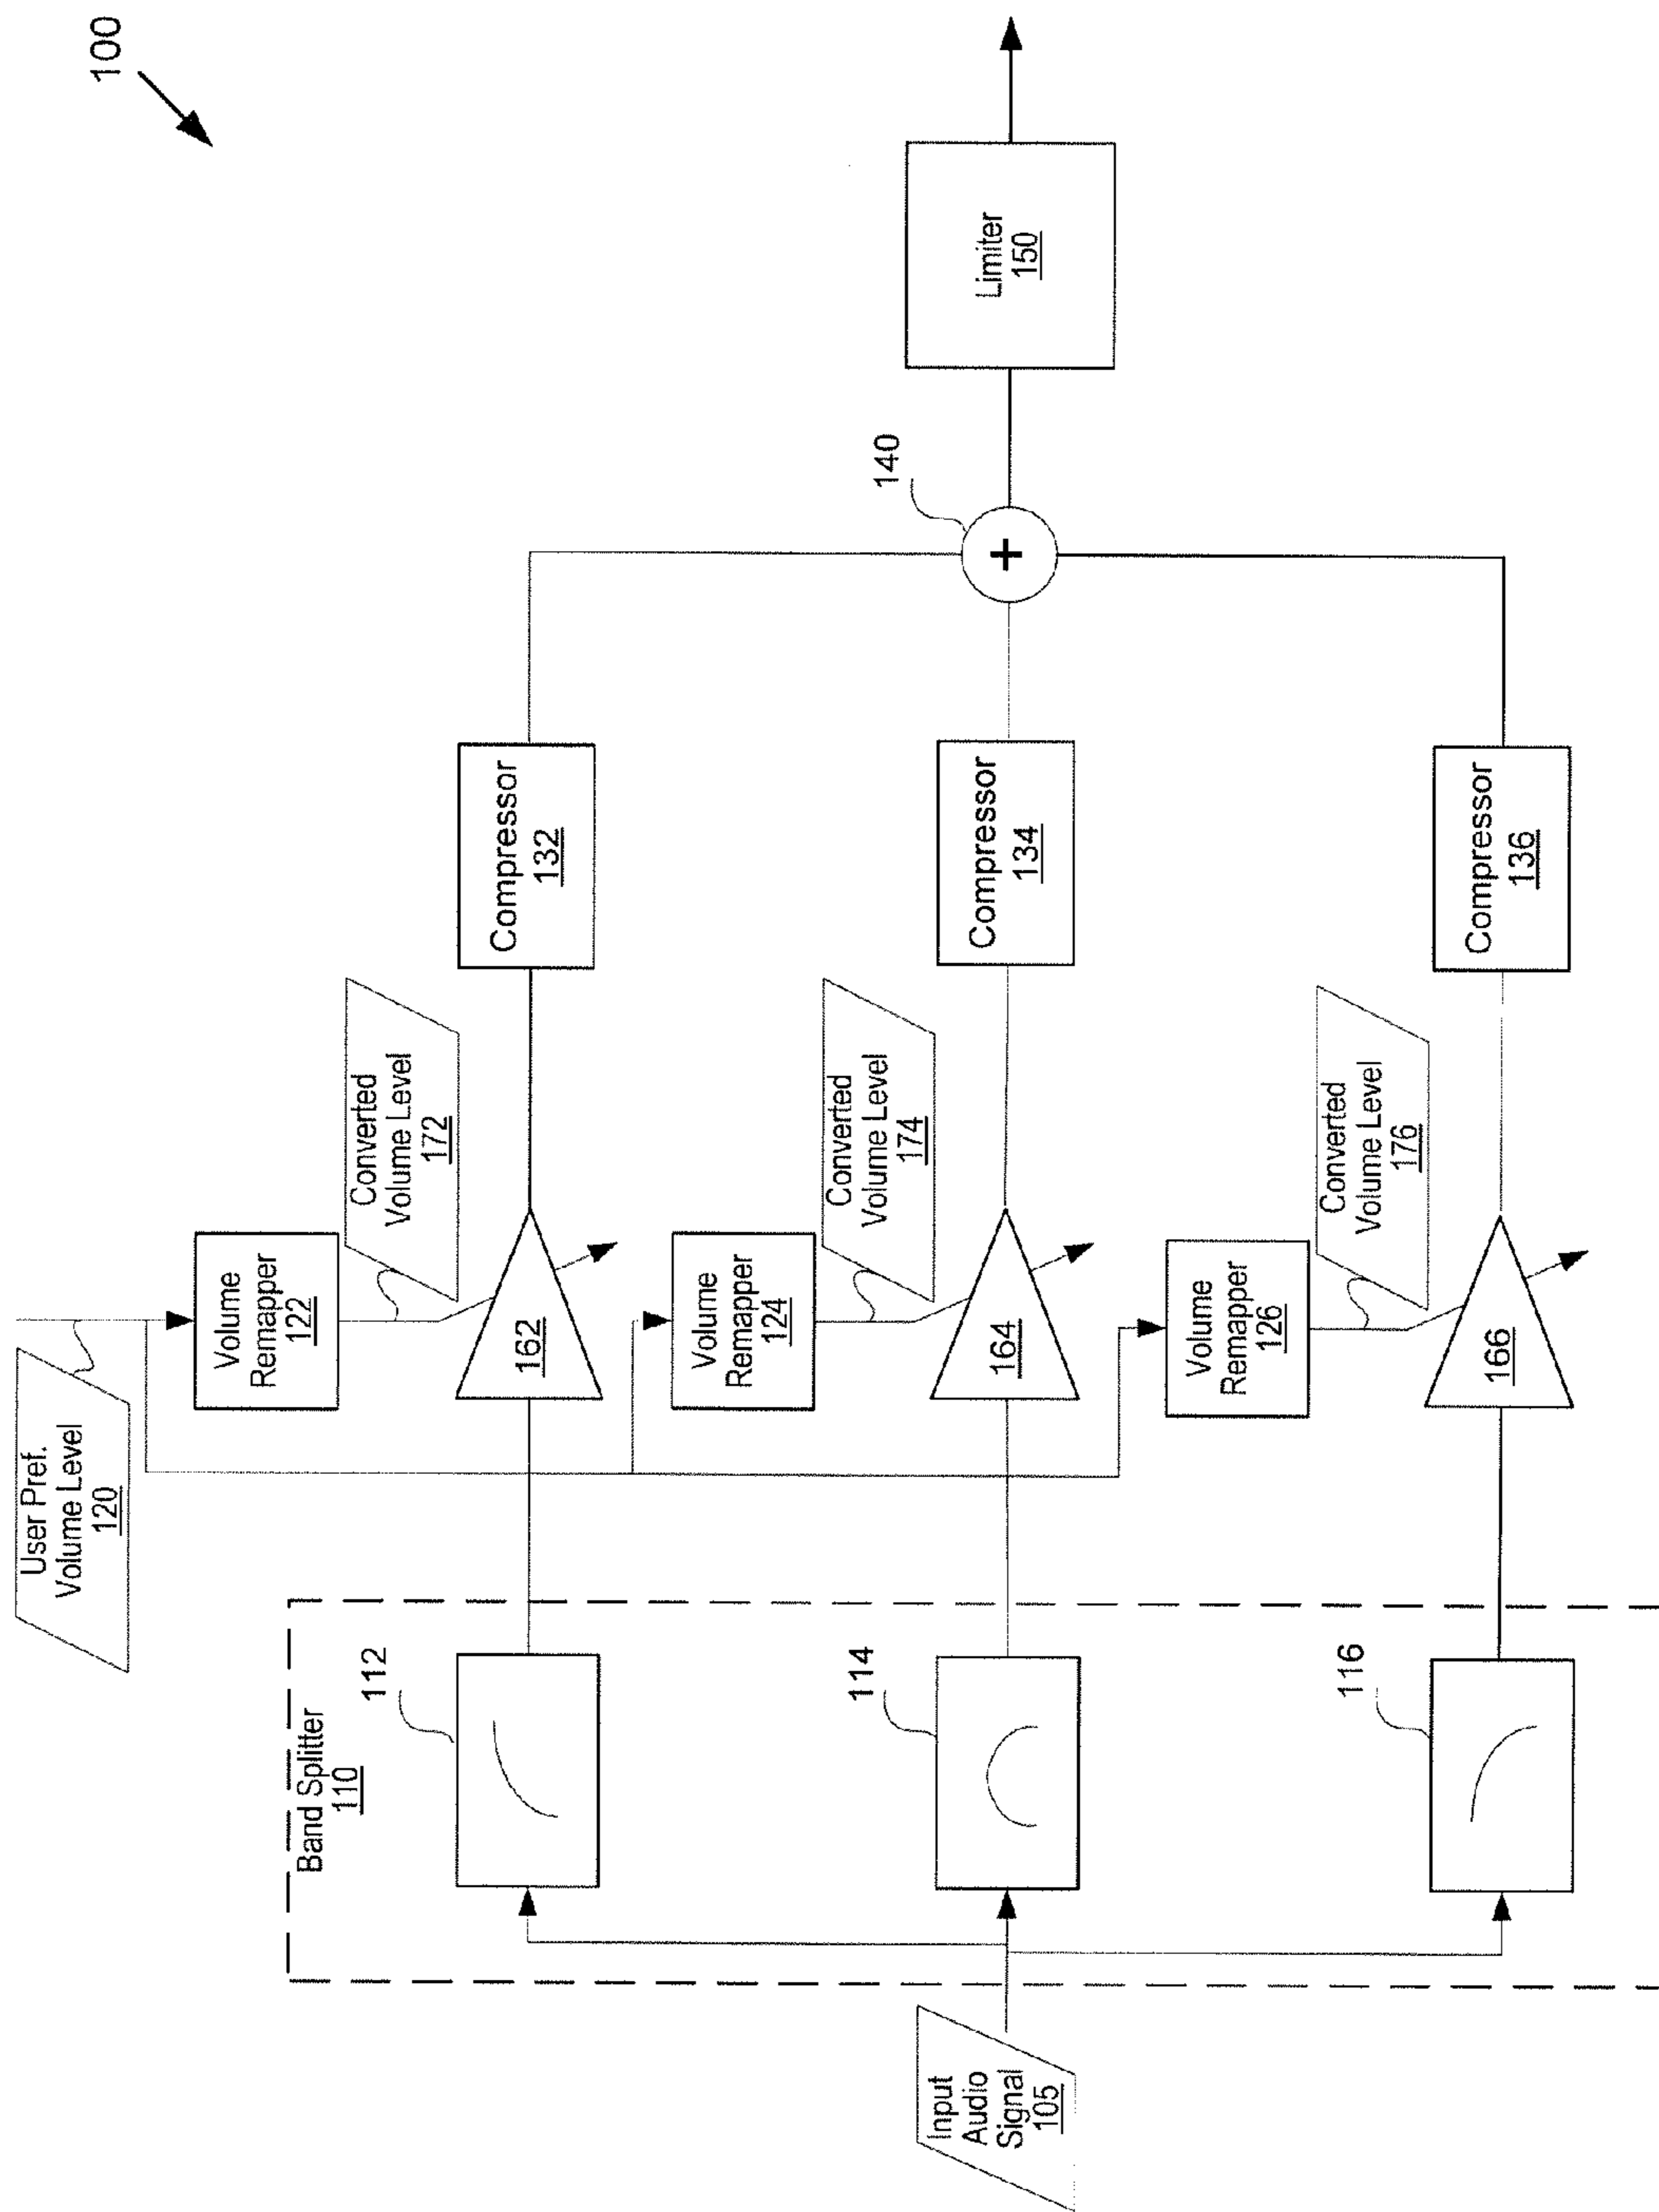 100
User Pref.
Volume Level
120
Volume
Remapper
122
Converted
Volume Level
172
Band Splitter
110
112
162
Compressor
132
Volume
Remapper
124
Converted
Volume Level
174
140
+
Limiter
150
Input
Audio
Signal
105
114
164
Compressor
134
Volume
Remapper
126
Converted
Volume Level
176
116
166
Compressor
136